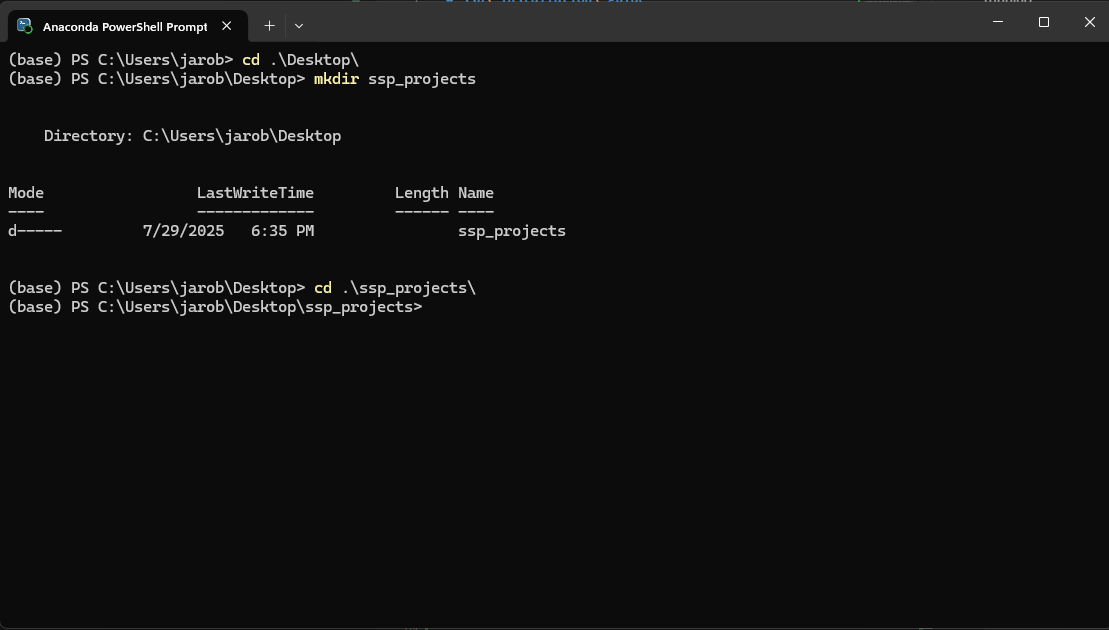 Anaconda PowerShell Prompt
(base) PS C:\Users\jarob> cd .\Desktop\
(base) PS C:\Users\jarob\Desktop> mkdir ssp_projects
Directory: C:\Users\jarob\Desktop
Mode                 LastWriteTime         Length Name
----                 -------------         ------ ----
d-----         7/29/2025   6:35 PM                ssp_projects
(base) PS C:\Users\jarob\Desktop> cd .\ssp_projects\
(base) PS C:\Users\jarob\Desktop\ssp_projects>